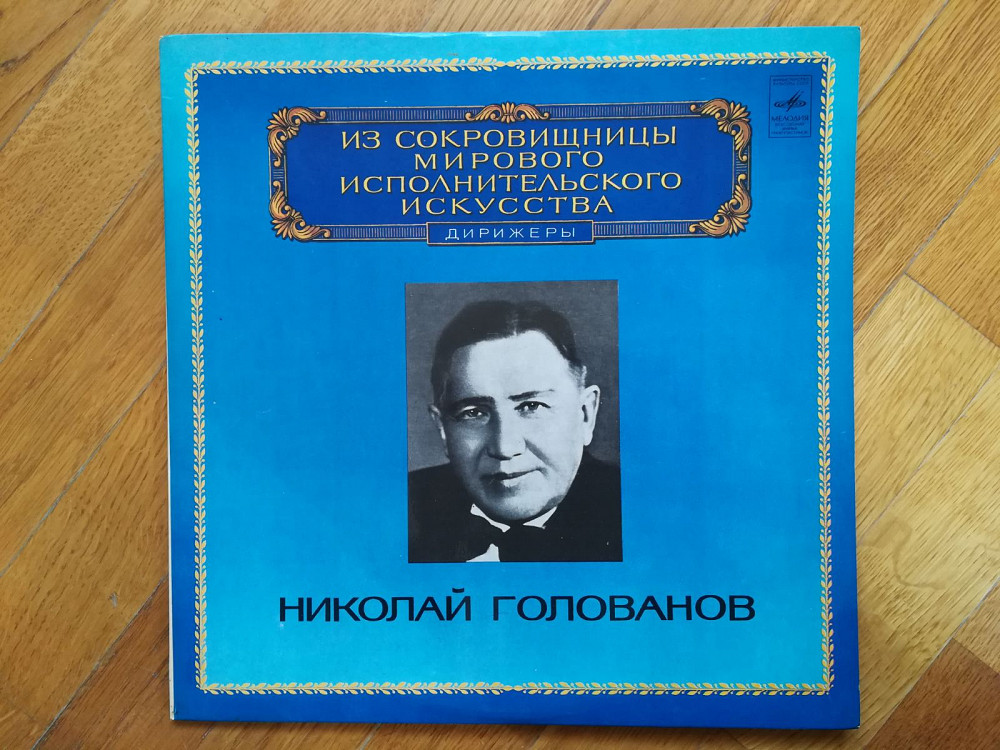 МЕЛОДИЯ
ИЗ СОКРОВИЩНИЦЫ
МИРОВОГО
ИСПОЛНИТЕЛЬСКОГО
ИСКУССТВА
ДИРИЖЕРЫ
НИКОЛАЙ ГОЛОВАНОВ